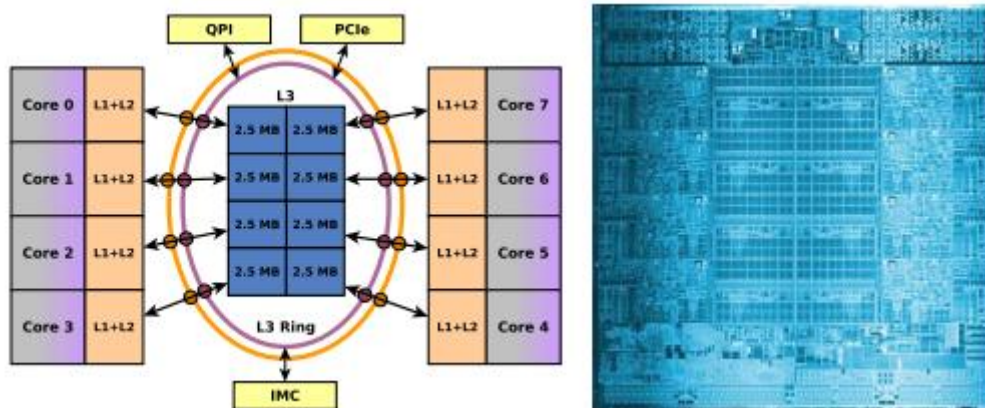 QPI PCIe
L3
Core 0 L1+L2 2.5 MB 2.5 MB L1+L2 Core 7
Core 1 L1+L2 2.5 MB 2.5 MB L1+L2 Core 6
Core 2 L1+L2 2.5 MB 2.5 MB L1+L2 Core 5
Core 3 L1+L2 2.5 MB 2.5 MB L1+L2 Core 4
L3 Ring
IMC